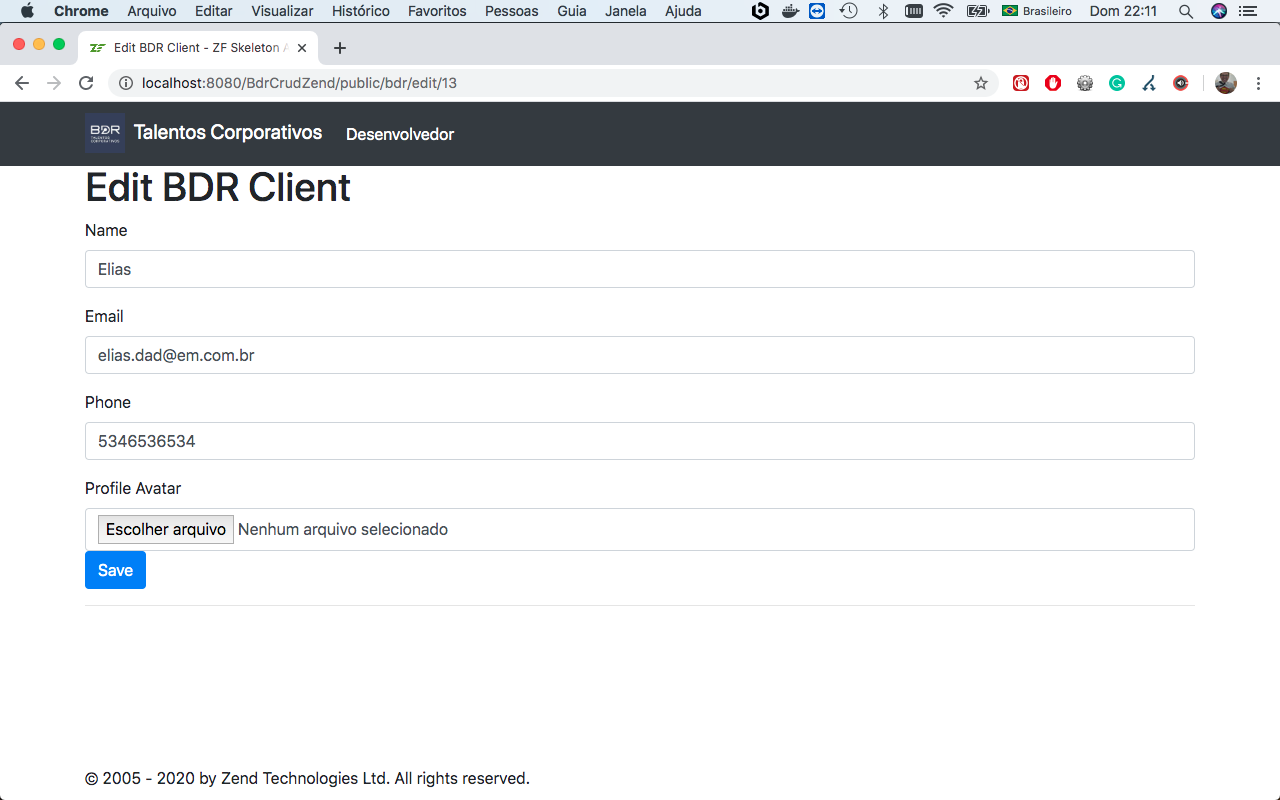 Chrome Arquivo Editar Visualizar Histórico Favoritos Pessoas Guia Janela Ajuda Brasileiro Dom 22:11
Edit BDR Client - ZF Skeleton A
localhost:8080/BdrCrudZend/public/bdr/edit/13
BDR
TALENTOS
CORPORATIVOS
Talentos Corporativos Desenvolvedor
Edit BDR Client
Name
Elias
Email
elias.dad@em.com.br
Phone
5346536534
Profile Avatar
Escolher arquivo Nenhum arquivo selecionado
Save
© 2005 - 2020 by Zend Technologies Ltd. All rights reserved.